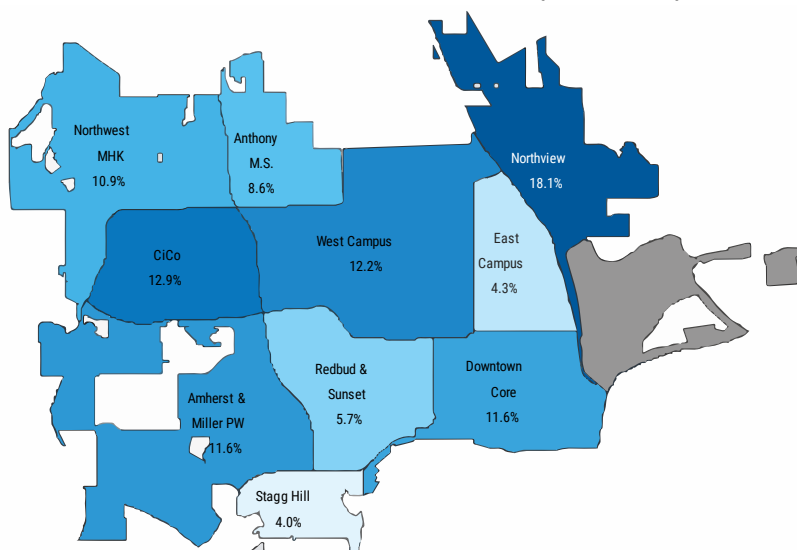 Northwest
MHK
10.9%
Anthony
M.S.
8.6%
Northview
18.1%
CiCo
12.9%
West Campus
12.2%
East
Campus
4.3%
Amherst &
Miller PW
11.6%
Redbud &
Sunset
5.7%
Downtown
Core
11.6%
Stagg Hill
4.0%